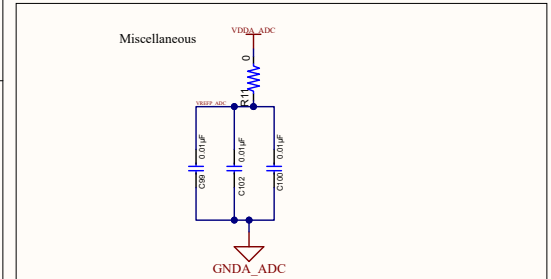 Miscellaneous
VDDA_ADC
0
R11
VREFP_ADC
C99 0.01µF
C102 0.01µF
C100 0.01µF
GNDA_ADC